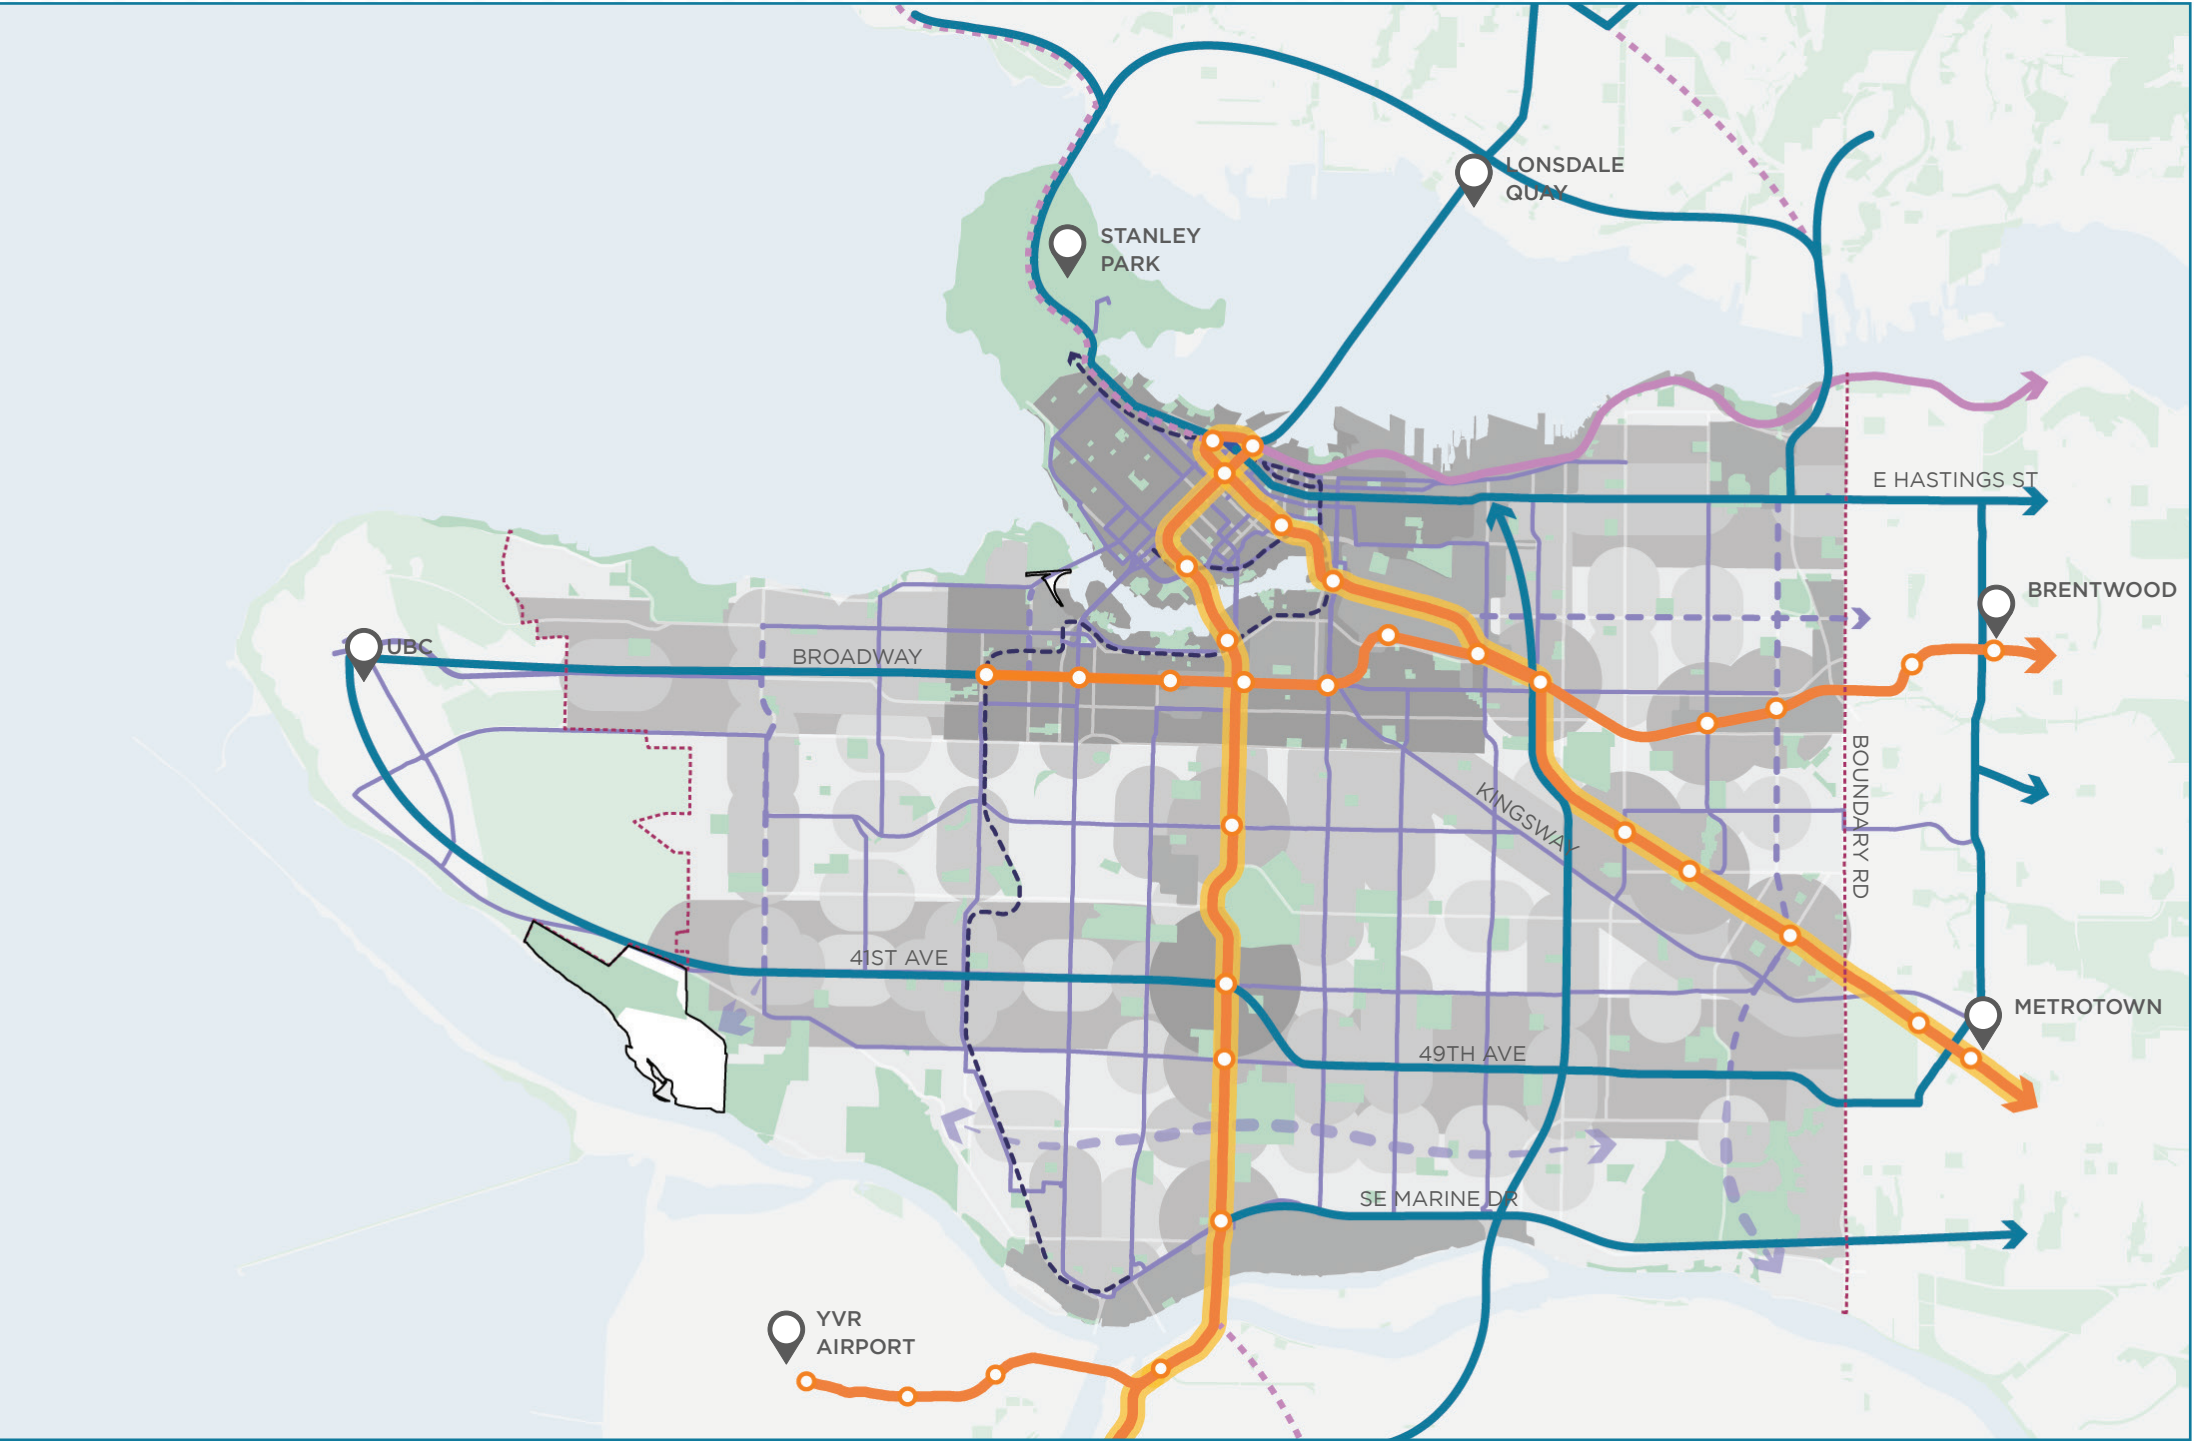 LONSDALE
QUAY
STANLEY
PARK
E HASTINGS ST
BRENTWOOD
UBC
BROADWAY
BOUNDARY RD
KINGSWAY
41ST AVE
METROTOWN
49TH AVE
SE MARINE DR
YVR
AIRPORT